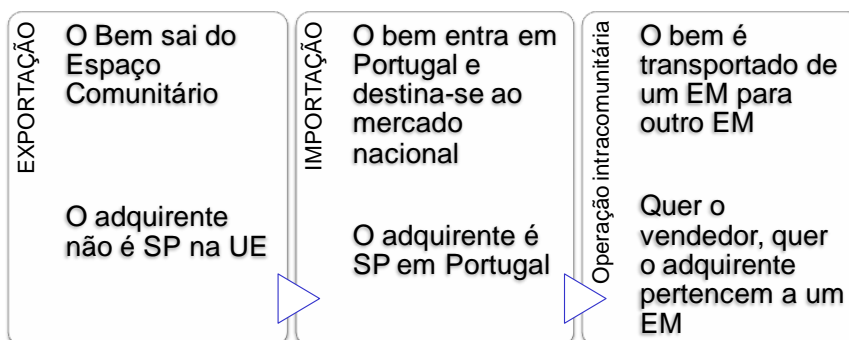 EXPORTAÇÃO
O Bem sai do
Espaço
Comunitário
O adquirente
não é SP na UE
IMPORTAÇÃO
O bem entra em
Portugal e
destina-se ao
mercado
nacional
O adquirente é
SP em Portugal
Operação intracomunitária
O bem é
transportado de
um EM para
outro EM
Quer o
vendedor, quer
o adquirente
pertencem a um
EM